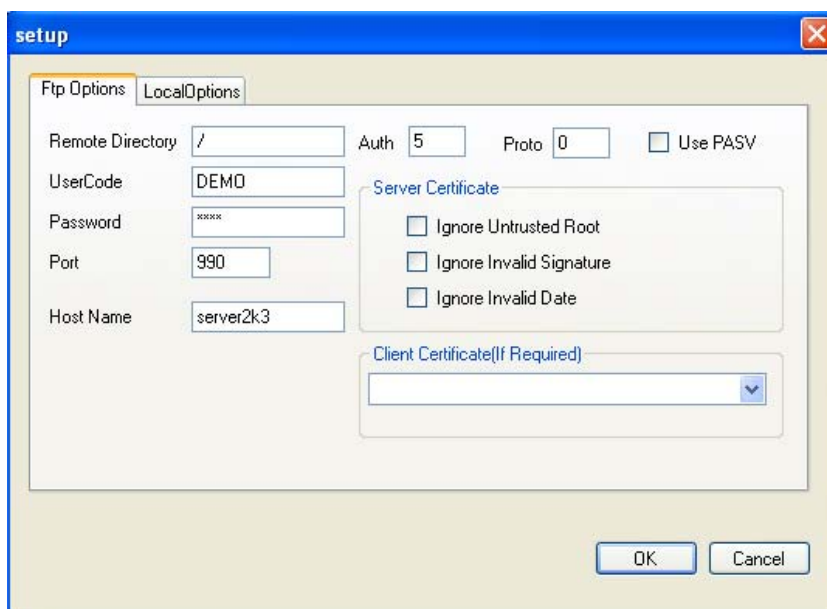 setup
Ftp Options LocalOptions
Remote Directory / Auth 5 Proto 0 Use PASV
UserCode DEMO
Server Certificate
Password ****
Ignore Untrusted Root
Port 990
Ignore Invalid Signature
Ignore Invalid Date
Host Name server2k3
Client Certificate(If Required)
OK Cancel